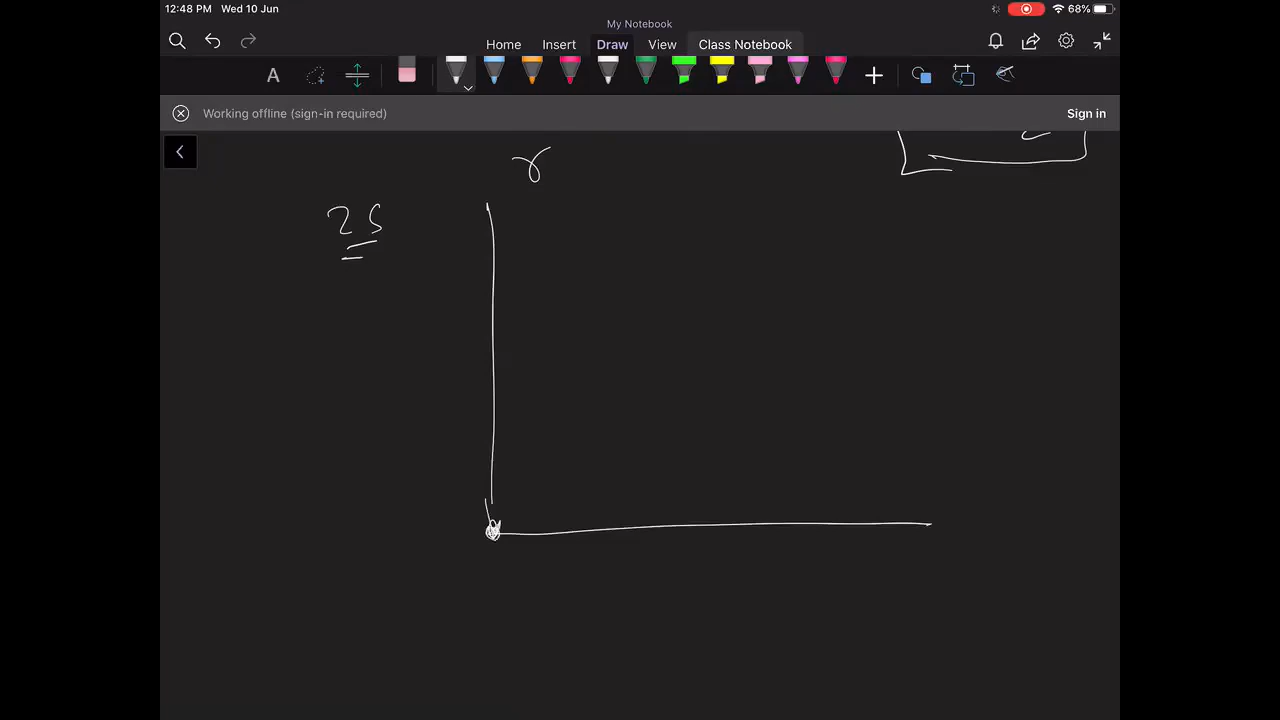 12:48 PM Wed 10 Jun
68%
My Notebook
Home Insert Draw View Class Notebook
A
Working offline (sign-in required) Sign in
γ
2s